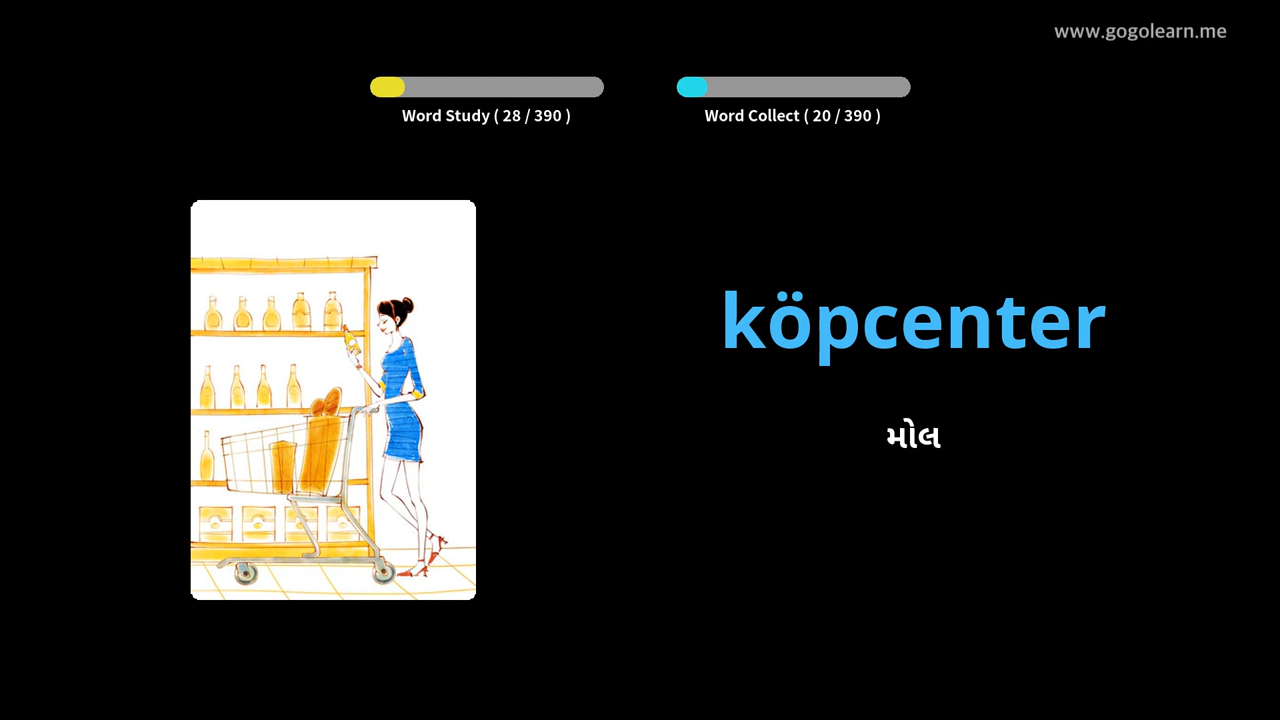 www.gogolearn.me
Word Study ( 28 / 390 )
Word Collect ( 20 / 390 )
köpcenter
મોલ